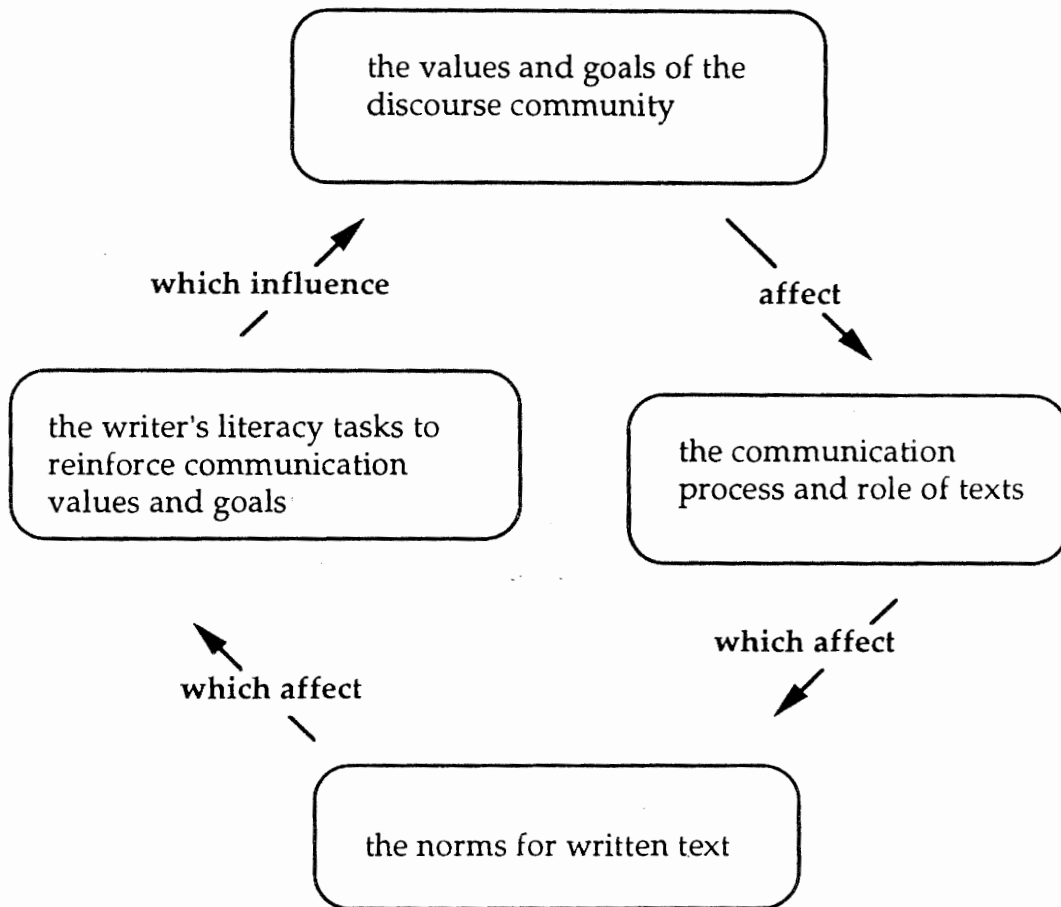 the values and goals of the
discourse community
which influence
affect
the writer's literacy tasks to
reinforce communication
values and goals
the communication
process and role of texts
which affect
which affect
the norms for written text